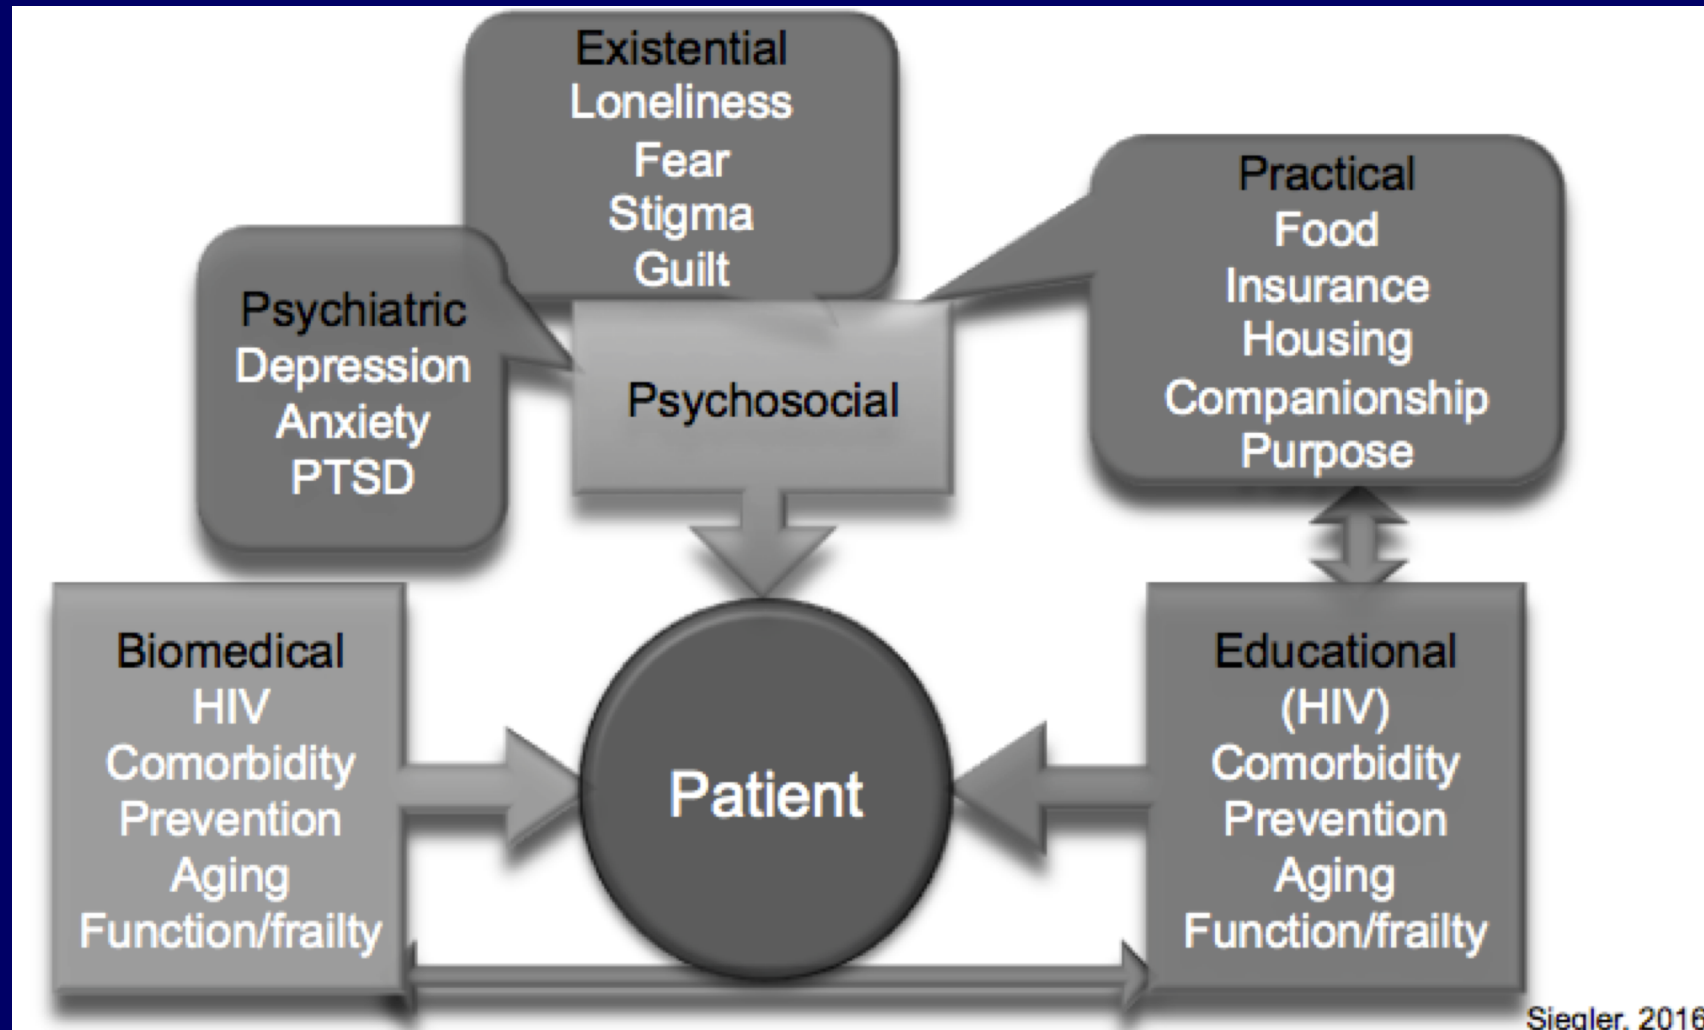 Existential
Loneliness
Fear
Stigma
Guilt
Practical
Food
Insurance
Housing
Companionship
Purpose
Psychiatric
Depression
Anxiety
PTSD
Psychosocial
Biomedical
HIV
Comorbidity
Prevention
Aging
Function/frailty
Patient
Educational
(HIV)
Comorbidity
Prevention
Aging
Function/frailty
Siegler, 2016